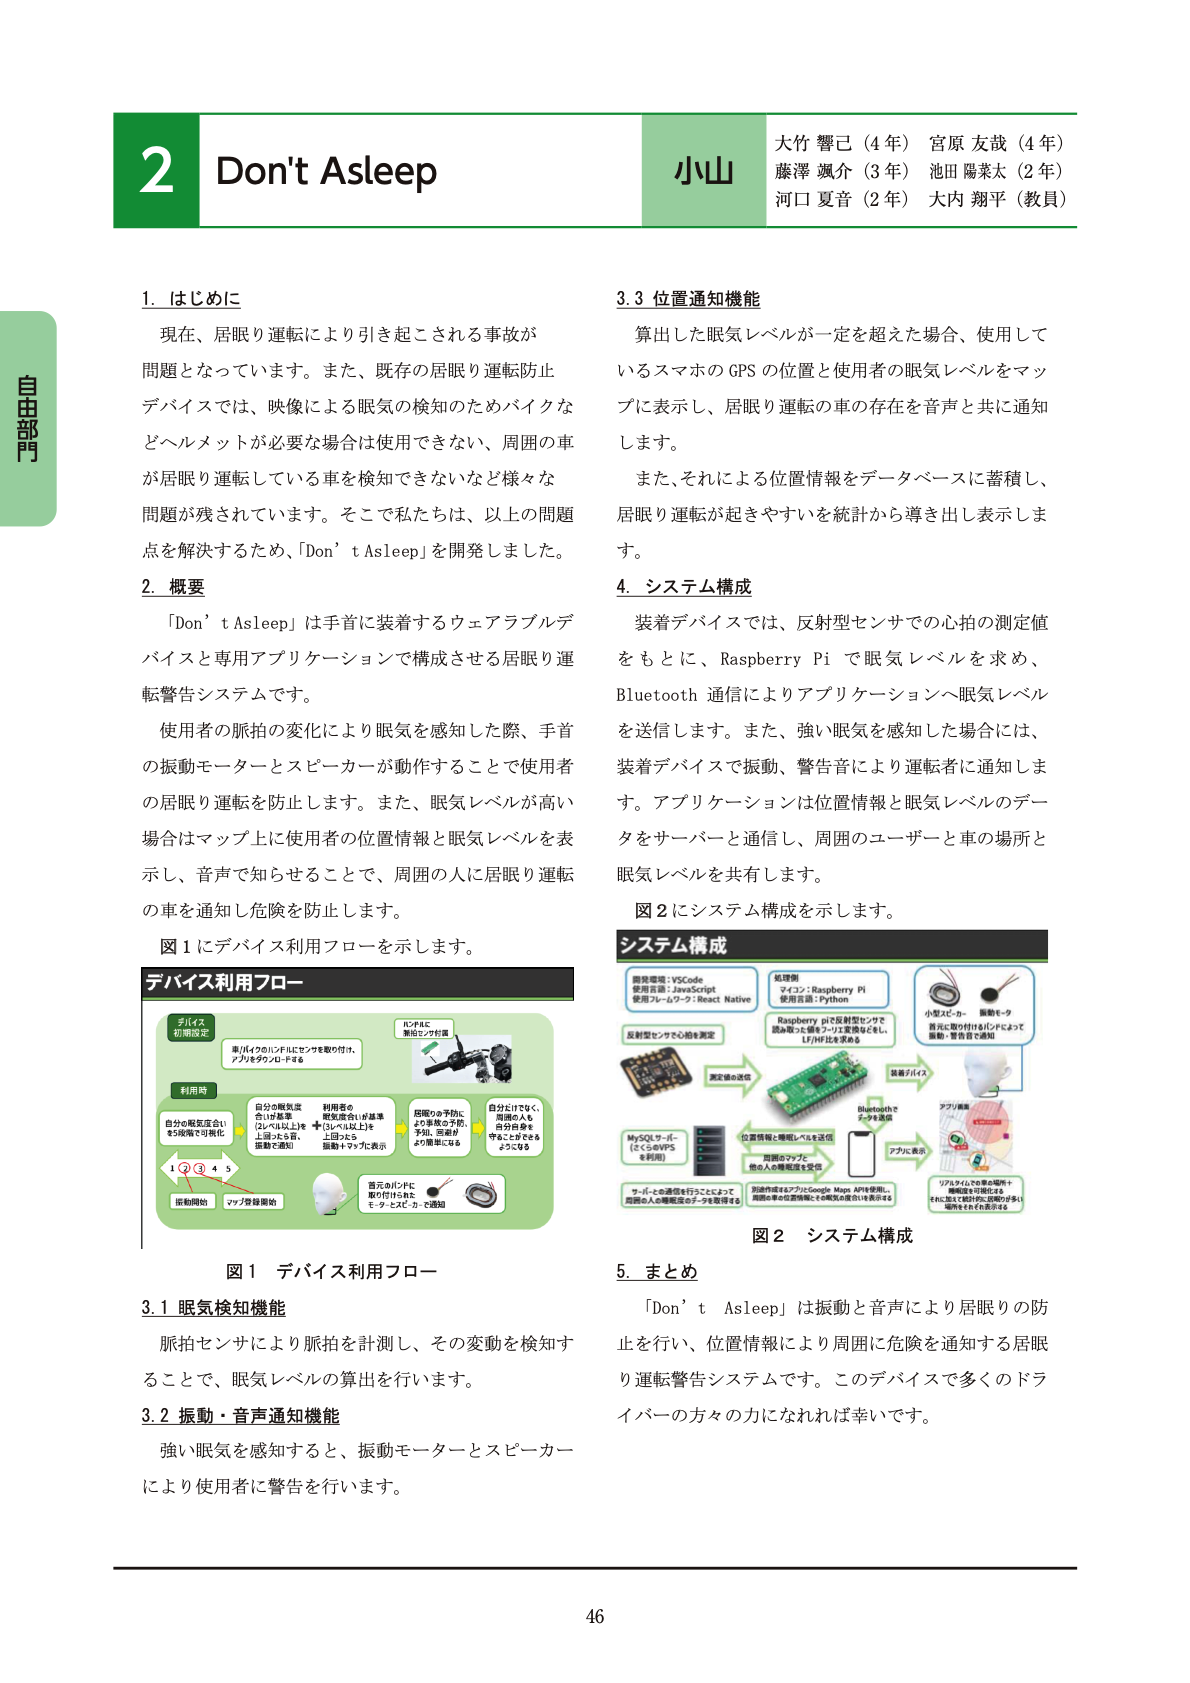 2
Don't Asleep
小山
大竹 響己（4 年） 宮原 友哉（4 年）
藤澤 颯介（3 年） 池田 陽菜太（2 年）
河口 夏音（2 年） 大内 翔平（教員）
自由部門
1. はじめに
現在、居眠り運転により引き起こされる事故が
問題となっています。また、既存の居眠り運転防止
デバイスでは、映像による眠気の検知のためバイクな
どヘルメットが必要な場合は使用できない、周囲の車
が居眠り運転している車を検知できないなど様々な
問題が残されています。そこで私たちは、以上の問題
点を解決するため、「Don’t Asleep」を開発しました。
2. 概要
「Don’t Asleep」は手首に装着するウェアラブルデ
バイスと専用アプリケーションで構成させる居眠り運
転警告システムです。
使用者の脈拍の変化により眠気を感知した際、手首
の振動モーターとスピーカーが動作することで使用者
の居眠り運転を防止します。また、眠気レベルが高い
場合はマップ上に使用者の位置情報と眠気レベルを表
示し、音声で知らせることで、周囲の人に居眠り運転
の車を通知し危険を防止します。
図 1 にデバイス利用フローを示します。
デバイス利用フロー
デバイス
初期設定
車/バイクのハンドルにセンサを取り付け、
アプリをダウンロードする
ハンドルに
脈拍センサ付属
利用時
自分の眠気度合い
を5段階で可視化
自分の眠気度
合いが基準
(2レベル以上)を
上回ったら音、
振動で通知
+
利用者の
眠気度合いが基準
(3レベル以上)を
上回ったら
振動+マップに表示
居眠りの予防に
より事故の予防、
予知、回避が
より簡単になる
自分だけでなく、
周囲の人も
自分自身を
守ることができる
ようになる
1 2 3 4 5
振動開始
マップ登録開始
首元のバンドに
取り付けられた
モーターとスピーカーで通知
図 1 デバイス利用フロー
3.1 眠気検知機能
脈拍センサにより脈拍を計測し、その変動を検知す
ることで、眠気レベルの算出を行います。
3.2 振動・音声通知機能
強い眠気を感知すると、振動モーターとスピーカー
により使用者に警告を行います。
3.3 位置通知機能
算出した眠気レベルが一定を超えた場合、使用して
いるスマホの GPS の位置と使用者の眠気レベルをマッ
プに表示し、居眠り運転の車の存在を音声と共に通知
します。
また、それによる位置情報をデータベースに蓄積し、
居眠り運転が起きやすいを統計から導き出し表示しま
す。
4. システム構成
装着デバイスでは、反射型センサでの心拍の測定値
をもとに、Raspberry Pi で眠気レベルを求め、
Bluetooth 通信によりアプリケーションへ眠気レベル
を送信します。また、強い眠気を感知した場合には、
装着デバイスで振動、警告音により運転者に通知しま
す。アプリケーションは位置情報と眠気レベルのデー
タをサーバーと通信し、周囲のユーザーと車の場所と
眠気レベルを共有します。
図２にシステム構成を示します。
システム構成
開発環境：VSCode
使用言語：JavaScript
使用フレームワーク：React Native
処理側
マイコン：Raspberry Pi
使用言語：Python
小型スピーカー 振動モータ
首元に取り付けるバンドによって
振動・警告音で通知
反射型センサで心拍を測定
Raspberry piで反射型センサで
読み取った値をフーリエ変換などをし、
LF/HF比を求める
測定値の送信
装着デバイス
Bluetoothで
データを送信
アプリ画面
MySQLサーバー
(さくらのVPS
を利用)
位置情報と睡眠レベルを送信
周囲のマップと
他の人の睡眠度を受信
アプリに表示
サーバーとの通信を行うことによって
周囲の人の睡眠度のデータを取得する
別途作成するアプリとGoogle Maps APIを使用し、
周囲の車の位置情報とその眠気の度合いを表示する
リアルタイムでの車の場所+
睡眠度を可視化する
それに加えて統計的に居眠りが多い
場所をそれぞれ表示する
図２ システム構成
5. まとめ
「Don’t Asleep」は振動と音声により居眠りの防
止を行い、位置情報により周囲に危険を通知する居眠
り運転警告システムです。このデバイスで多くのドラ
イバーの方々の力になれれば幸いです。
46